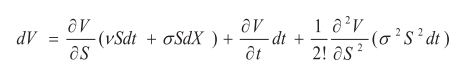 dV = ∂V/∂S (νSdt + σSdX) + ∂V/∂t dt + 1/2! ∂²V/∂S² (σ²S²dt)